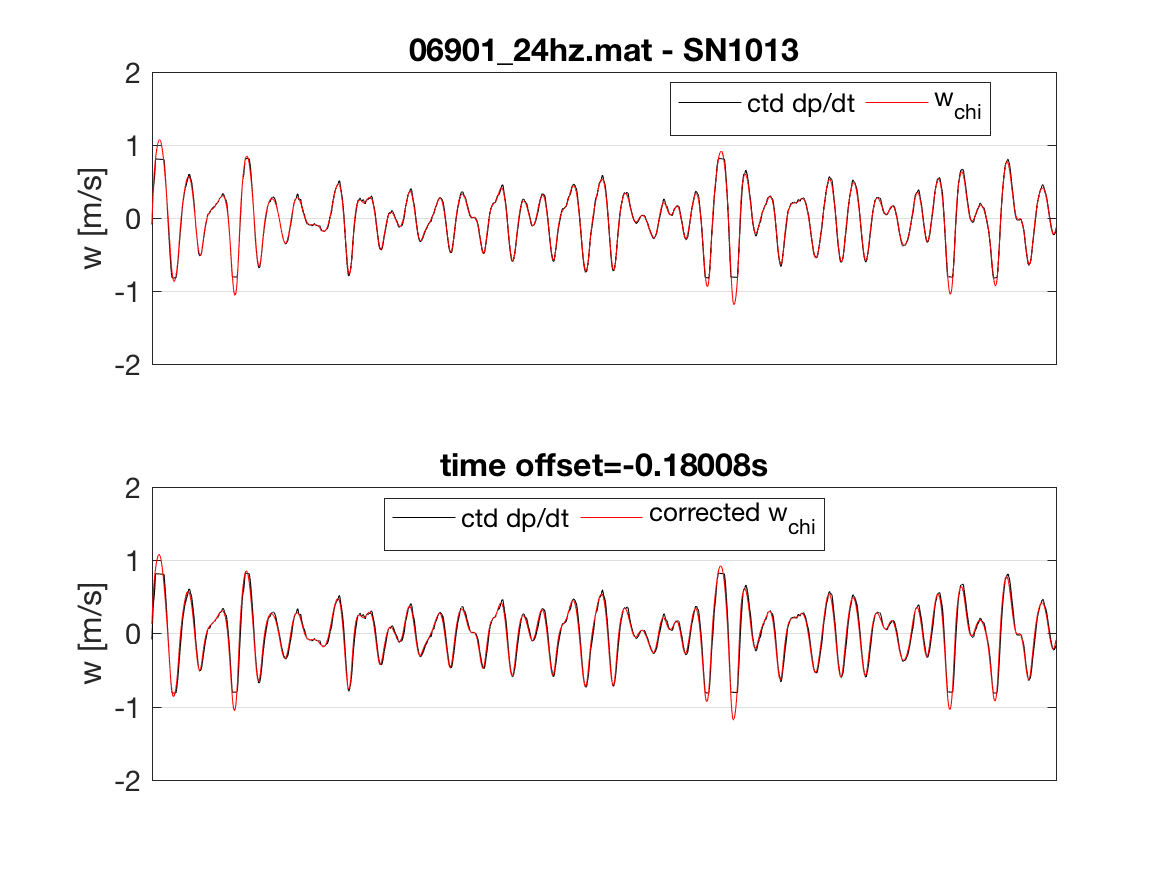 06901_24hz.mat - SN1013
2
1
0
-1
-2
w [m/s]
ctd dp/dt w_chi
time offset=-0.18008s
2
1
0
-1
-2
w [m/s]
ctd dp/dt corrected w_chi